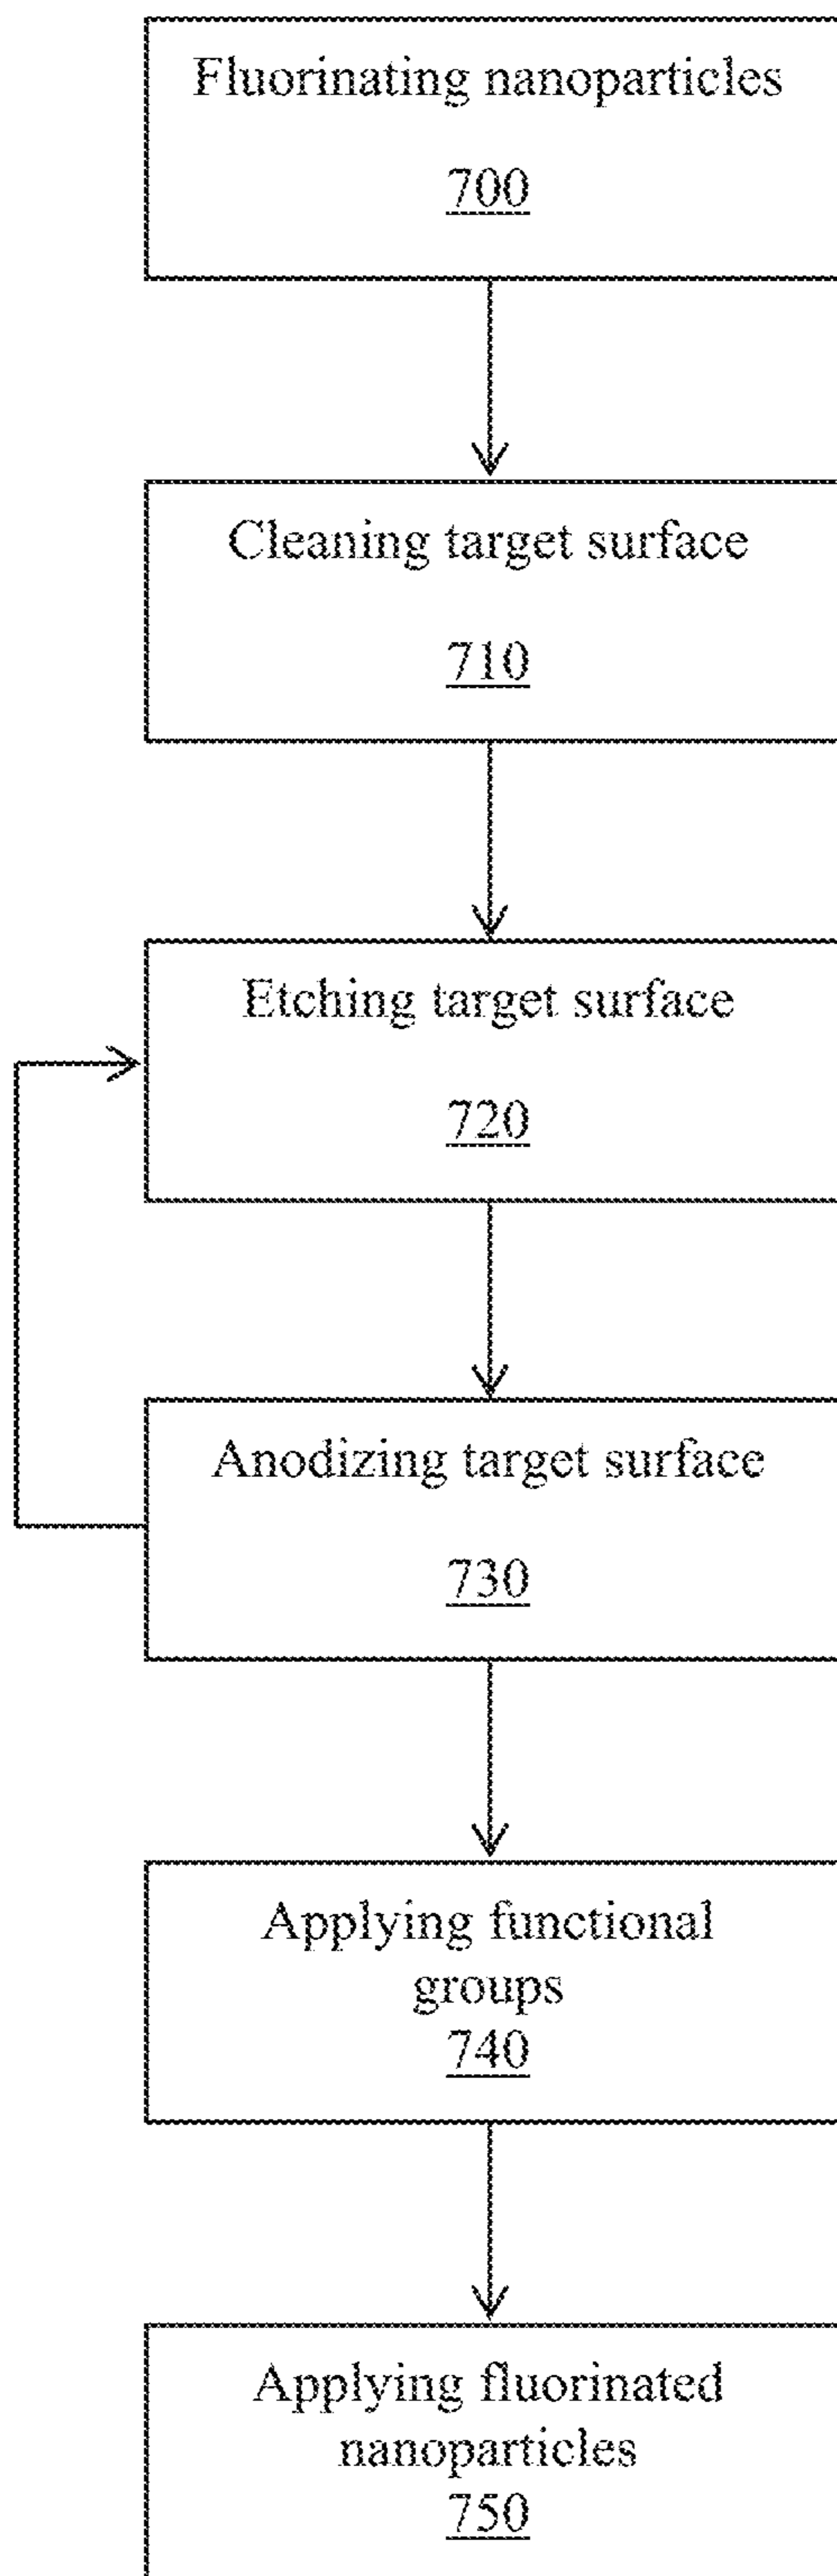 Fluorinating nanoparticles
700
Cleaning target surface
710
Etching target surface
720
Anodizing target surface
730
Applying functional
groups
740
Applying fluorinated
nanoparticles
750